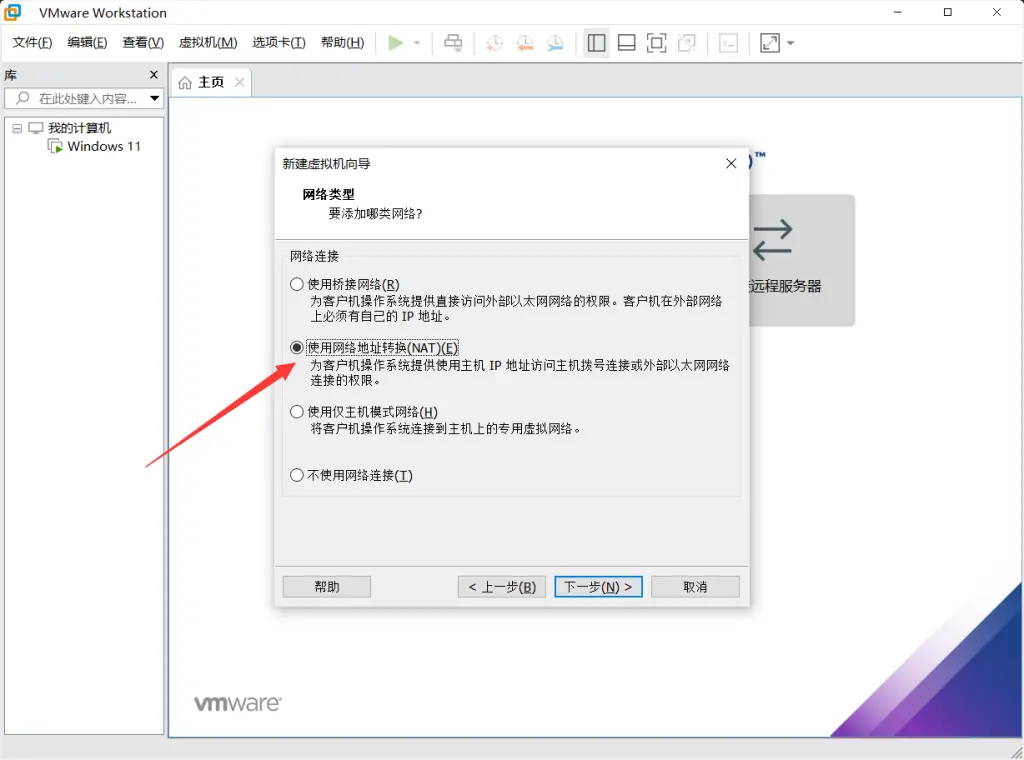 VMware Workstation
文件(F) 编辑(E) 查看(V) 虚拟机(M) 选项卡(T) 帮助(H)
库
在此处键入内容...
我的计算机
Windows 11
主页
™
远程服务器
新建虚拟机向导
网络类型
要添加哪类网络?
网络连接
使用桥接网络(R)
为客户机操作系统提供直接访问外部以太网网络的权限。客户机在外部网络
上必须有自己的 IP 地址。
使用网络地址转换(NAT)(E)
为客户机操作系统提供使用主机 IP 地址访问主机拨号连接或外部以太网网络
连接的权限。
使用仅主机模式网络(H)
将客户机操作系统连接到主机上的专用虚拟网络。
不使用网络连接(T)
帮助
< 上一步(B)
下一步(N) >
取消
vmware